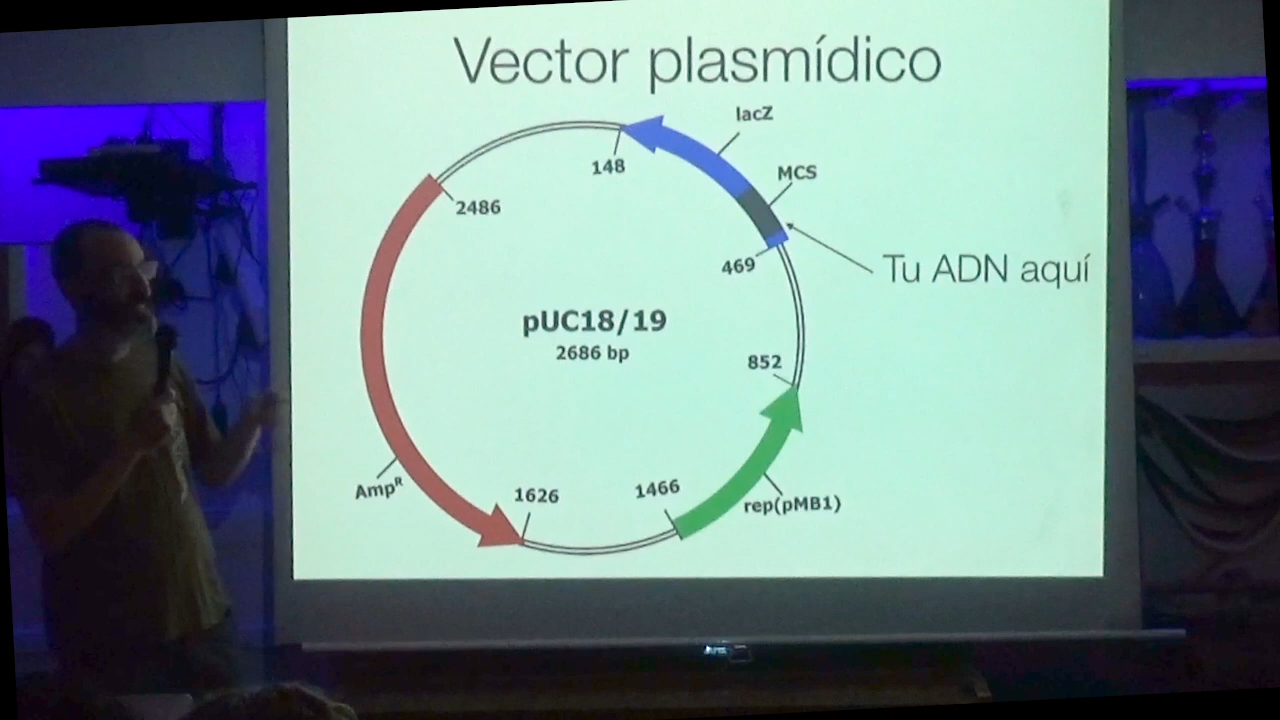 Vector plasmídico
lacZ
MCS
148
2486
469
Tu ADN aquí
pUC18/19
2686 bp
852
1626
1466
Ampᴿ
rep(pMB1)